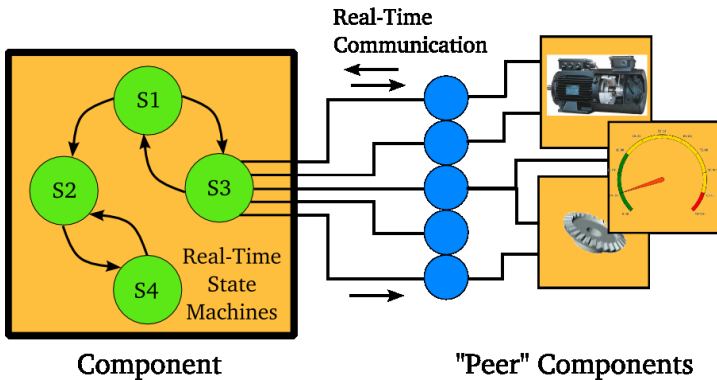 Real-Time
Communication
S1
S2
S3
S4
Real-Time
State
Machines
Component
"Peer" Components